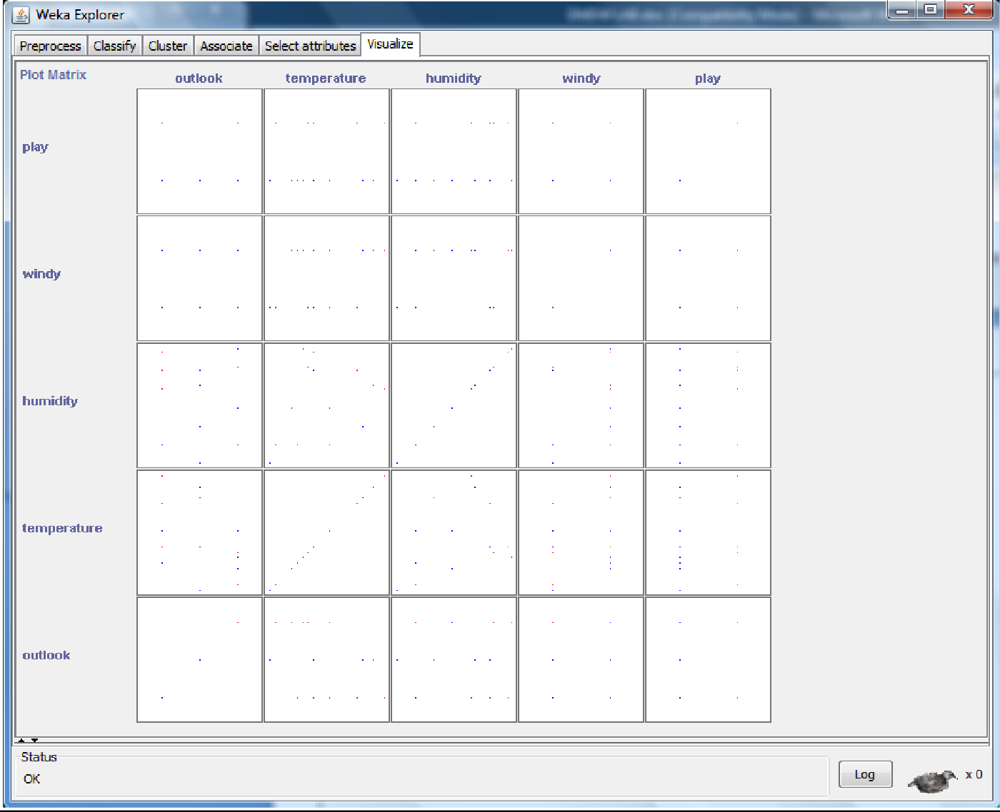 Weka Explorer
Preprocess Classify Cluster Associate Select attributes Visualize
Plot Matrix
outlook temperature humidity windy play
play
windy
humidity
temperature
outlook
Status
OK
Log
x 0